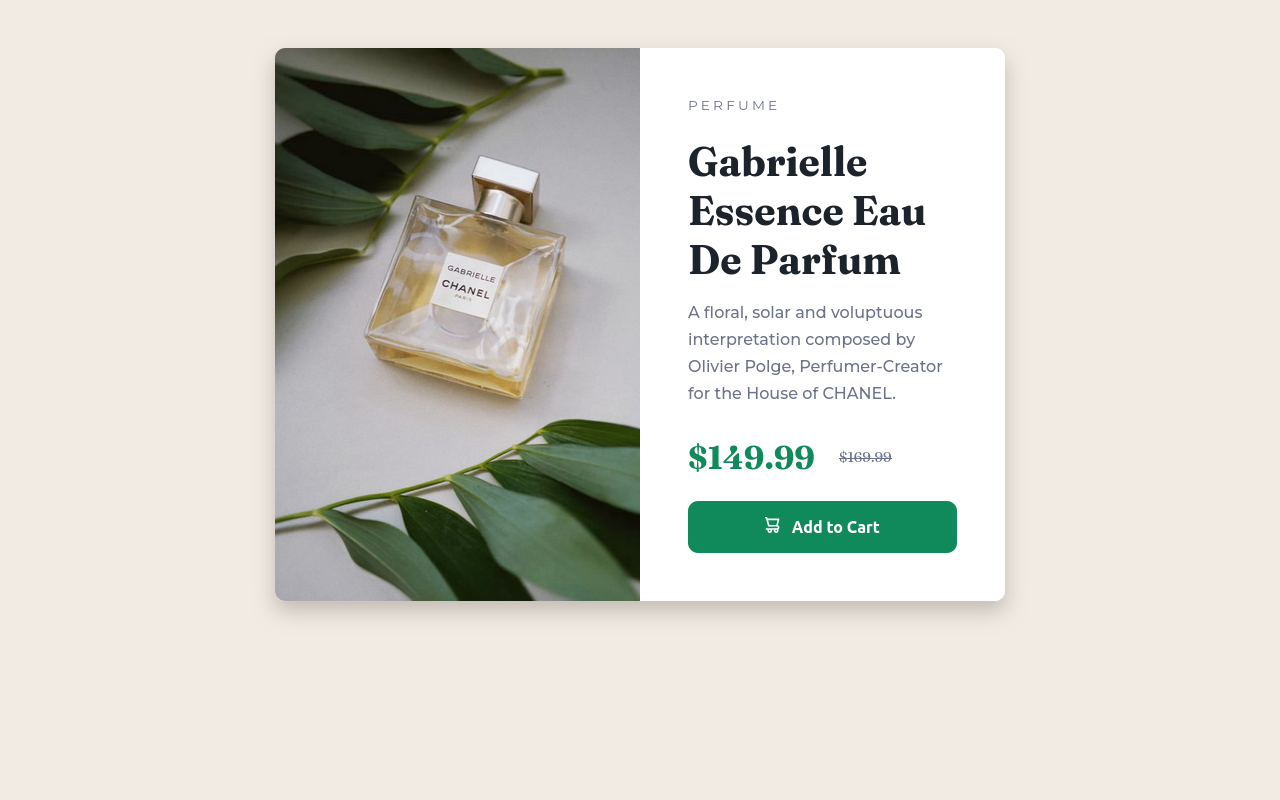 GABRIELLE
CHANEL
PARIS
PERFUME
Gabrielle
Essence Eau
De Parfum
A floral, solar and voluptuous
interpretation composed by
Olivier Polge, Perfumer-Creator
for the House of CHANEL.
$149.99 $169.99
Add to Cart